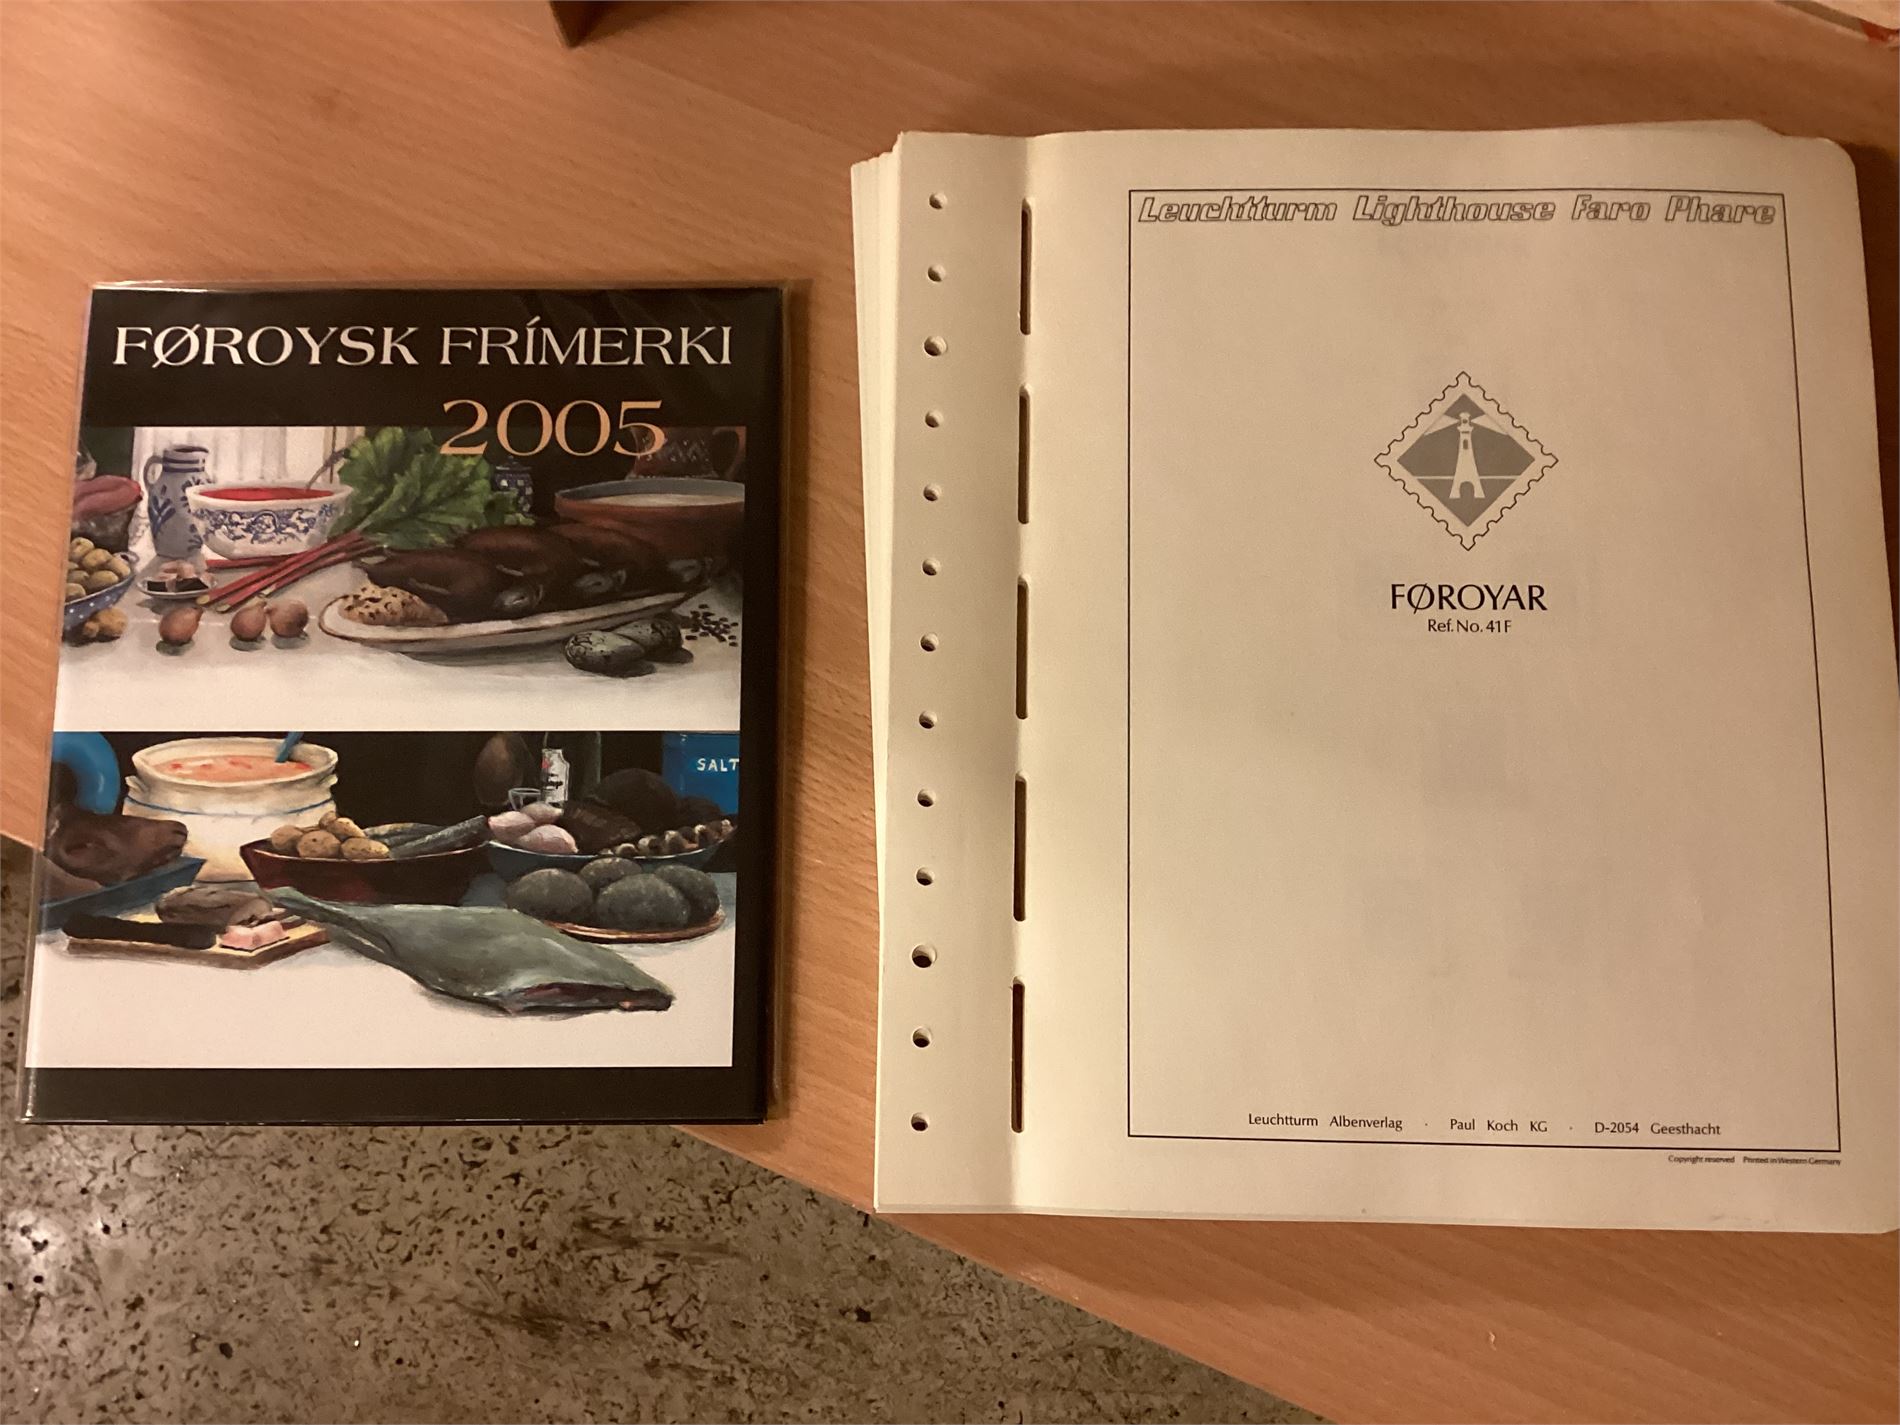 FØROYSK FRÍMERKI
2005
SALT
Leuchtturm Lighthouse Faro Phare
FØROYAR
Ref. No. 41F
Leuchtturm Albenverlag · Paul Koch KG · D-2054 Geesthacht
Copyright reserved Printed in Western Germany